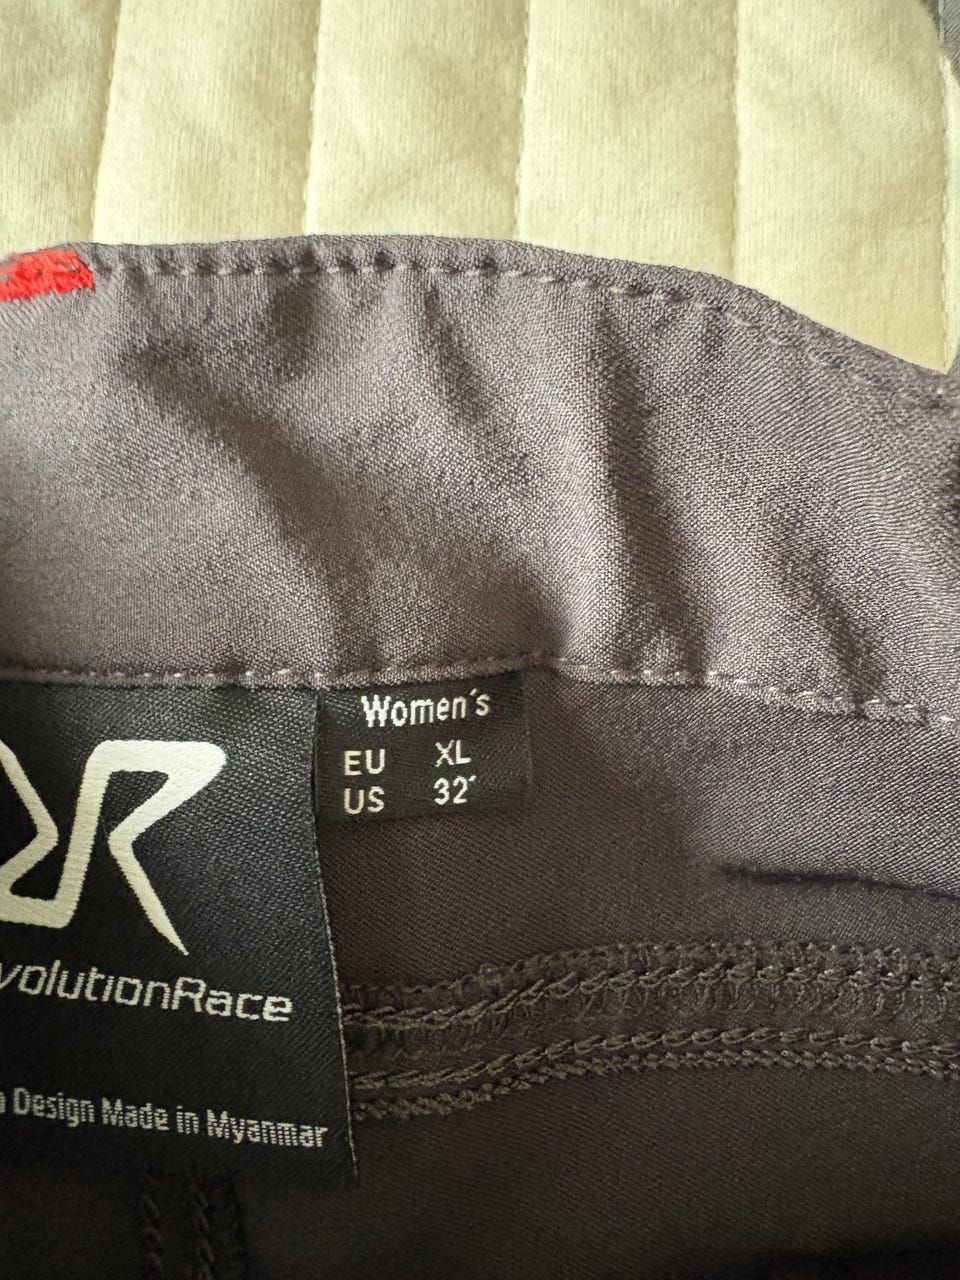 Women´s
EU XL
US 32´
volutionRace
Design Made in Myanmar